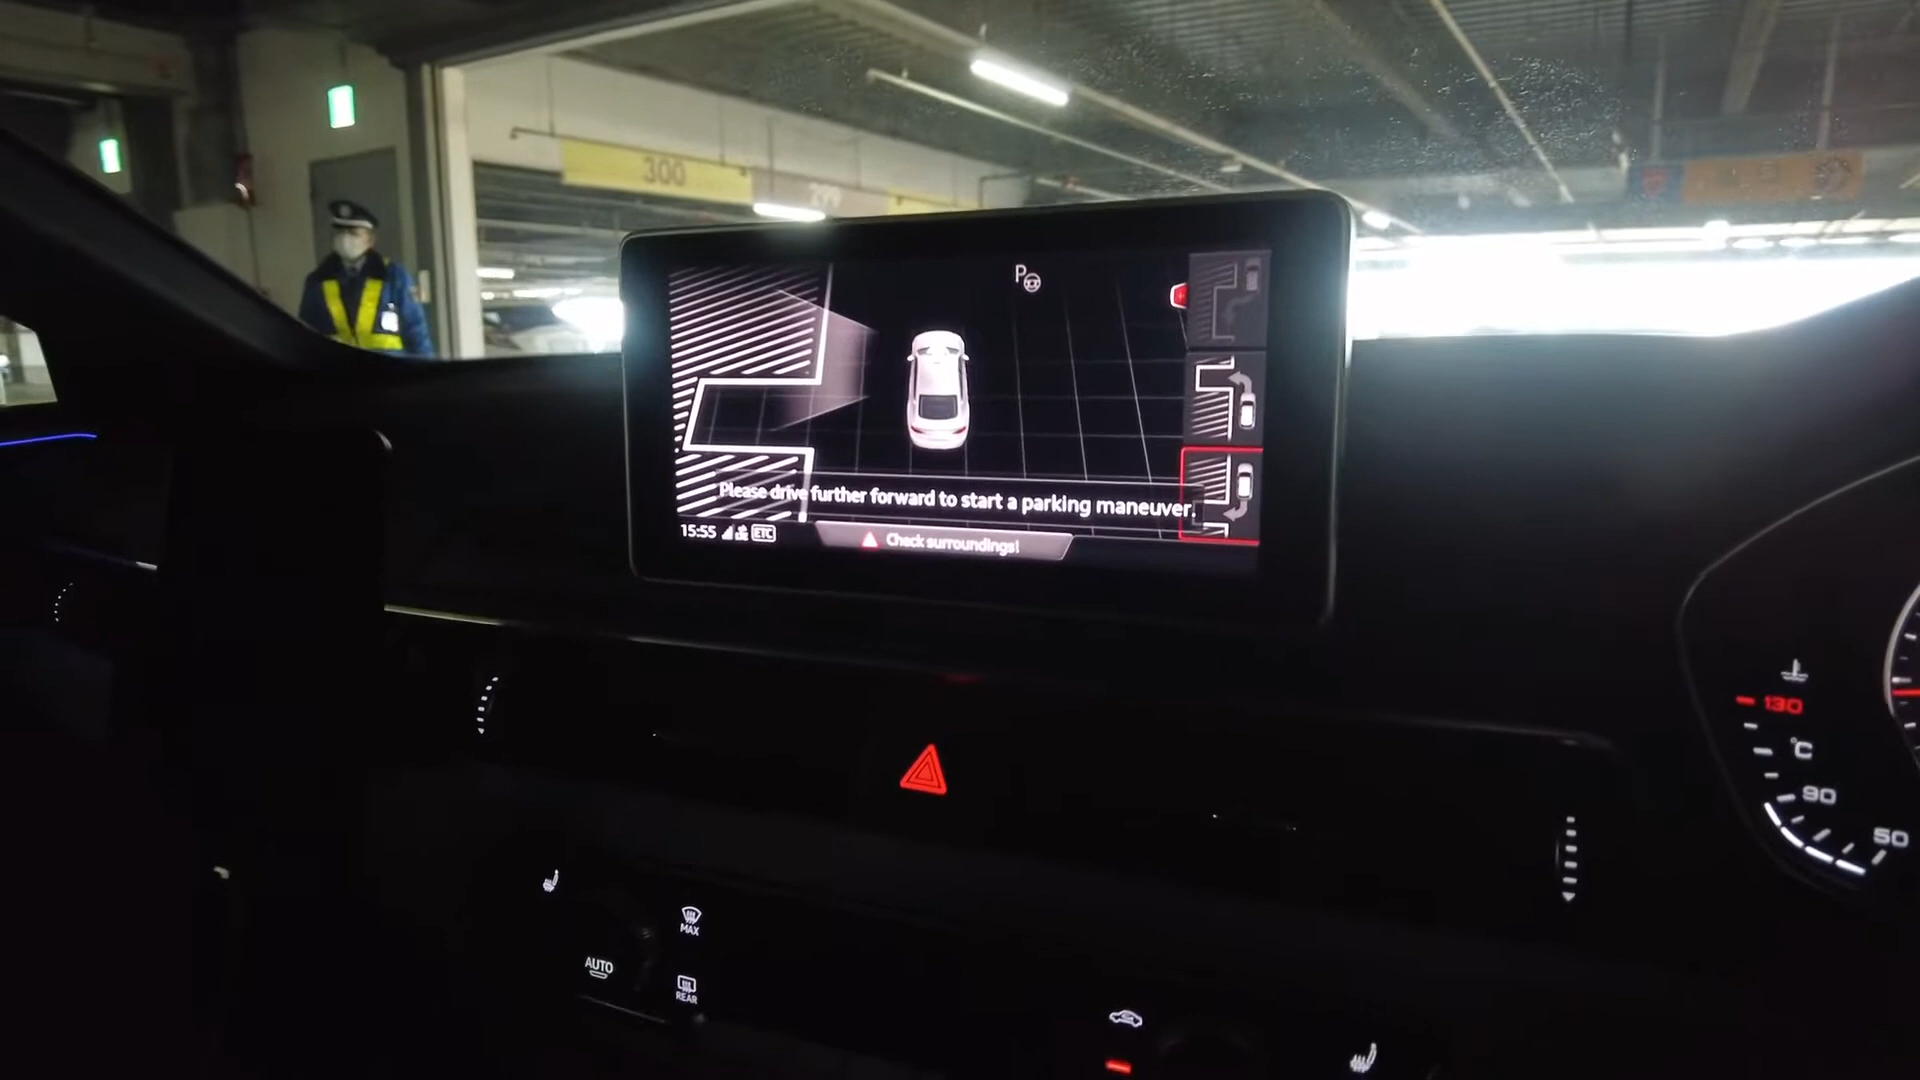 300
299
P
Please drive further forward to start a parking maneuver.
15:55 ETC
Check surroundings!
130
°C
90
50
MAX
AUTO
REAR